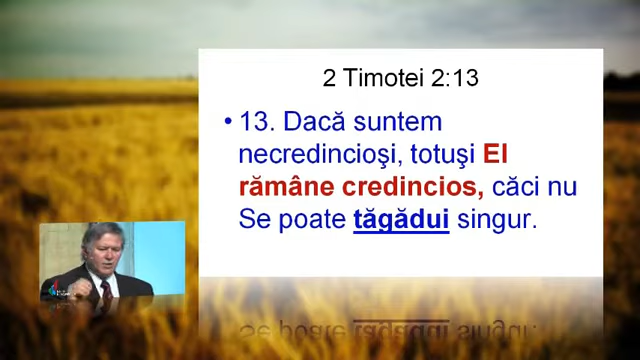 2 Timotei 2:13
• 13. Dacă suntem
necredincioşi, totuşi El
rămâne credincios, căci nu
Se poate tăgădui singur.